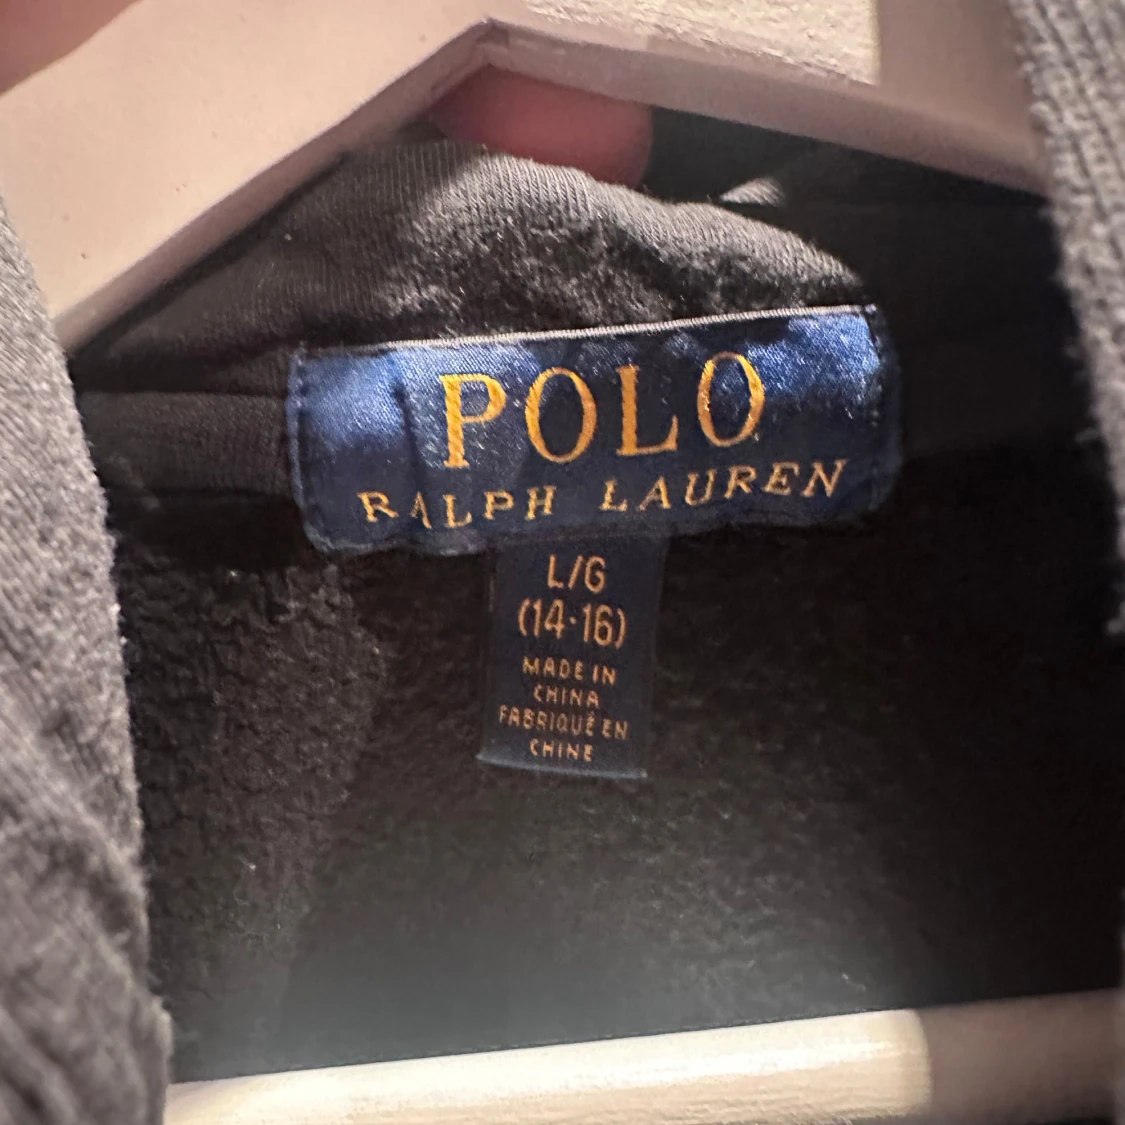 POLO
RALPH LAUREN
L/G
(14-16)
MADE IN
CHINA
FABRIQUÉ EN
CHINE